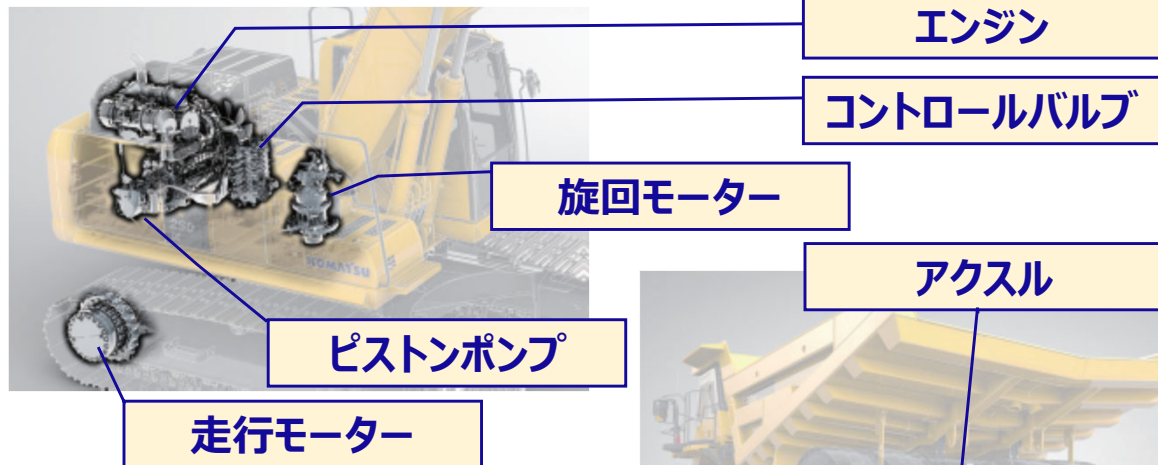 エンジン
コントロールバルブ
旋回モーター
アクスル
ピストンポンプ
走行モーター
KOMATSU